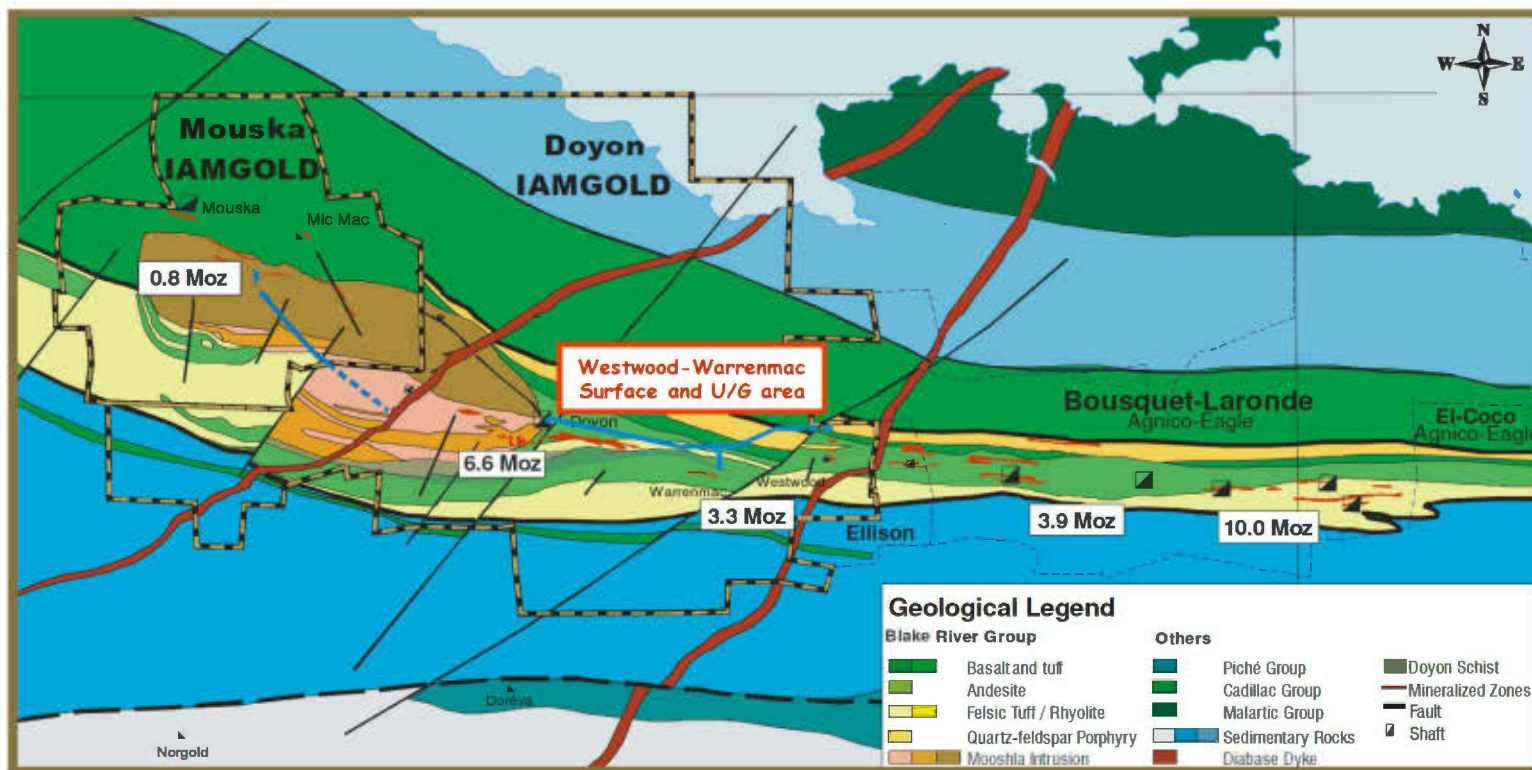 N
W E
S
Mouska
IAMGOLD
Doyon
IAMGOLD
Mouska
Mic Mac
0.8 Moz
Westwood-Warrenmac
Surface and U/G area
Bousquet-Laronde
Agnico-Eagle
El-Coco
Agnico-Eagle
Doyon
6.6 Moz
Warrenmac
Westwood
3.3 Moz
Ellison
3.9 Moz
10.0 Moz
Norgold
Geological Legend
Blake River Group
Basalt and tuff
Andesite
Felsic Tuff / Rhyolite
Quartz-feldspar Porphyry
Mooshla Intrusion
Others
Piché Group
Cadillac Group
Malartic Group
Sedimentary Rocks
Diabase Dyke
Doyon Schist
Mineralized Zones
Fault
Shaft